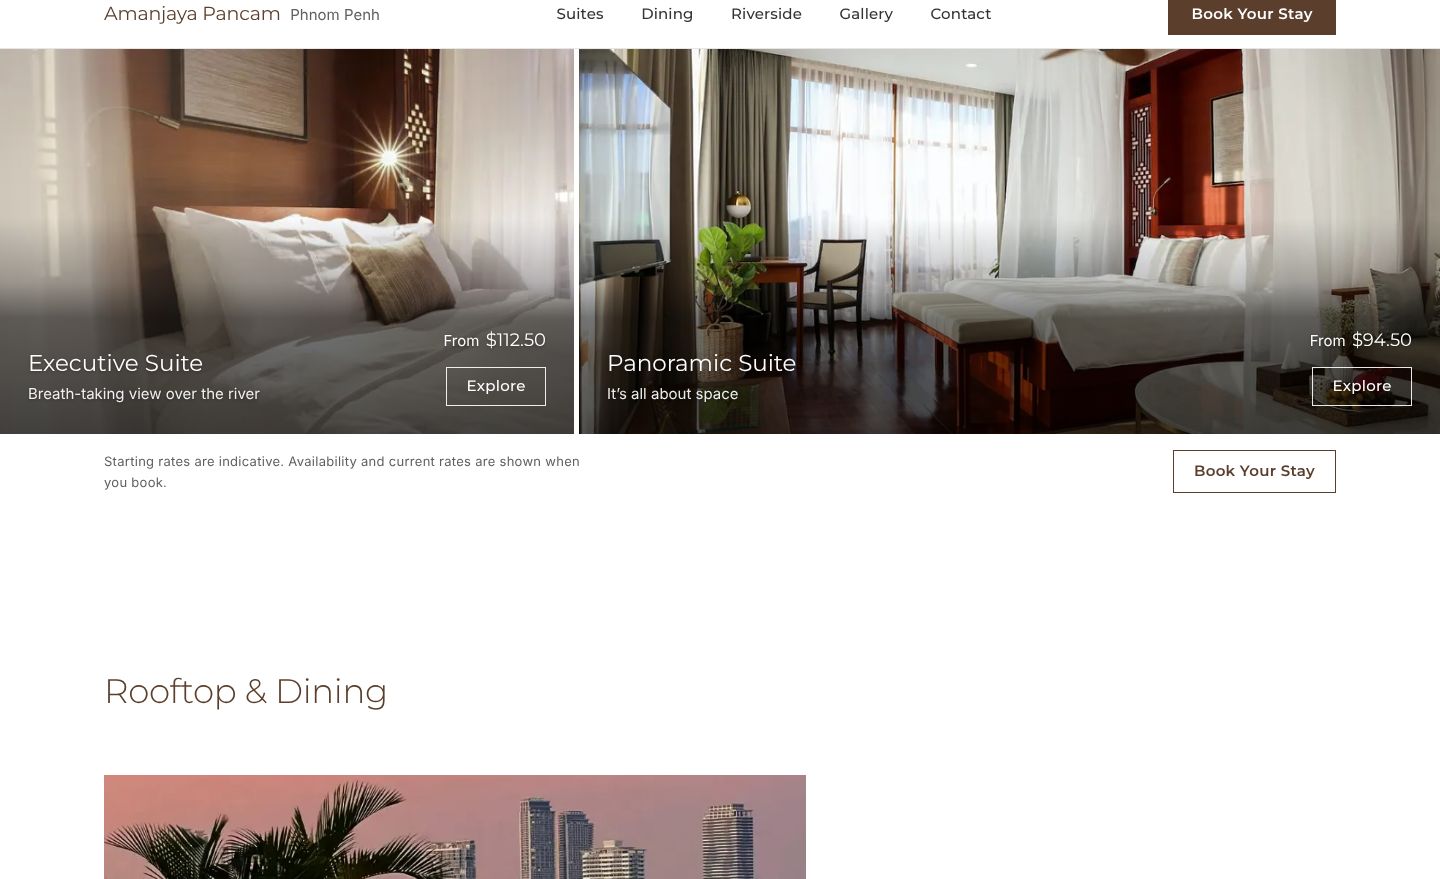 Amanjaya Pancam Phnom Penh
Suites
Dining
Riverside
Gallery
Contact
Book Your Stay
Executive Suite
Breath-taking view over the river
From $112.50
Explore
Panoramic Suite
It's all about space
From $94.50
Explore
Starting rates are indicative. Availability and current rates are shown when
you book.
Book Your Stay
Rooftop & Dining